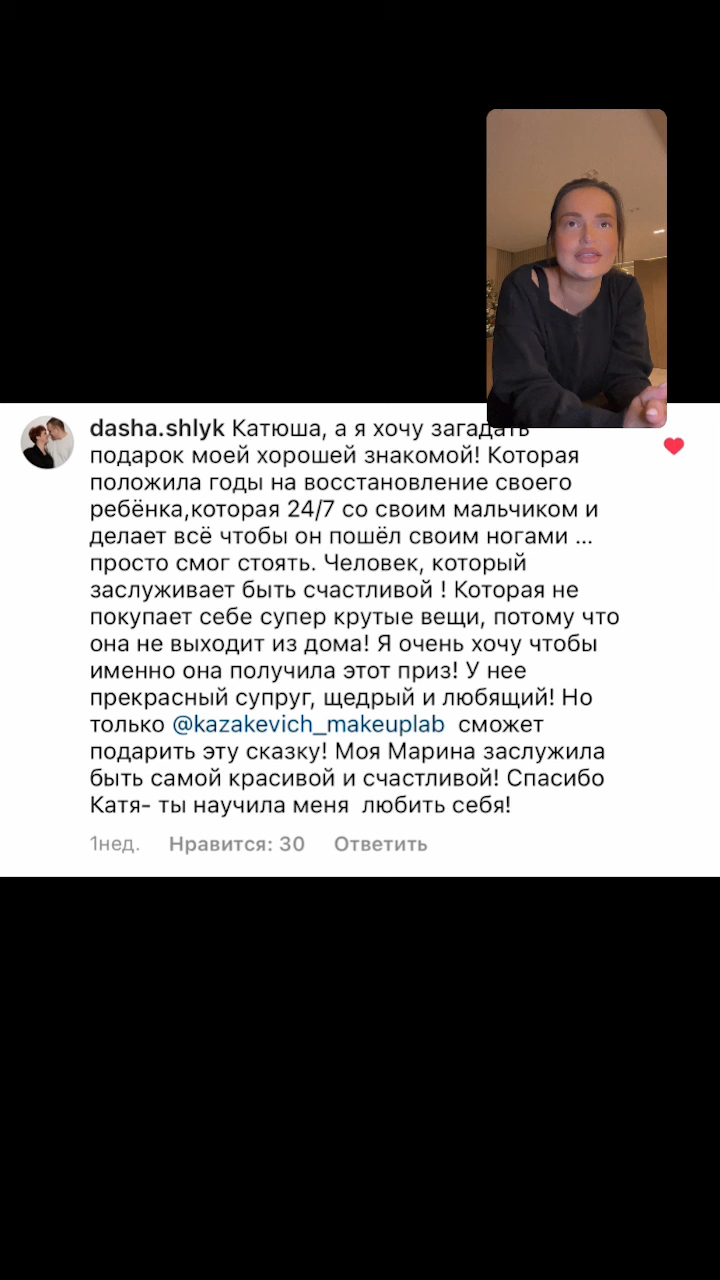 dasha.shlyk Катюша, а я хочу загадать
подарок моей хорошей знакомой! Которая
положила годы на восстановление своего
ребёнка,которая 24/7 со своим мальчиком и
делает всё чтобы он пошёл своим ногами ...
просто смог стоять. Человек, который
заслуживает быть счастливой ! Которая не
покупает себе супер крутые вещи, потому что
она не выходит из дома! Я очень хочу чтобы
именно она получила этот приз! У нее
прекрасный супруг, щедрый и любящий! Но
только @kazakevich_makeuplab сможет
подарить эту сказку! Моя Марина заслужила
быть самой красивой и счастливой! Спасибо
Катя- ты научила меня любить себя!
1нед. Нравится: 30 Ответить